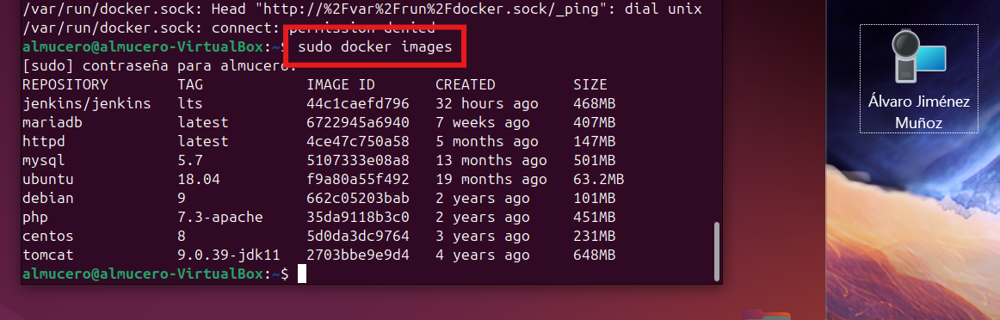 /var/run/docker.sock: Head "http://%2Fvar%2Frun%2Fdocker.sock/_ping": dial unix
/var/run/docker.sock: connect: permission denied
almucero@almucero-VirtualBox:~$ sudo docker images
[sudo] contraseña para almucero:
REPOSITORY TAG IMAGE ID CREATED SIZE
jenkins/jenkins lts 44c1caefd796 32 hours ago 468MB
mariadb latest 6722945a6940 7 weeks ago 407MB
httpd latest 4ce47c750a58 5 months ago 147MB
mysql 5.7 5107333e08a8 13 months ago 501MB
ubuntu 18.04 f9a80a55f492 19 months ago 63.2MB
debian 9 662c05203bab 2 years ago 101MB
php 7.3-apache 35da9118b3c0 2 years ago 451MB
centos 8 5d0da3dc9764 3 years ago 231MB
tomcat 9.0.39-jdk11 2703bbe9e9d4 4 years ago 648MB
almucero@almucero-VirtualBox:~$
Álvaro Jiménez
Muñoz